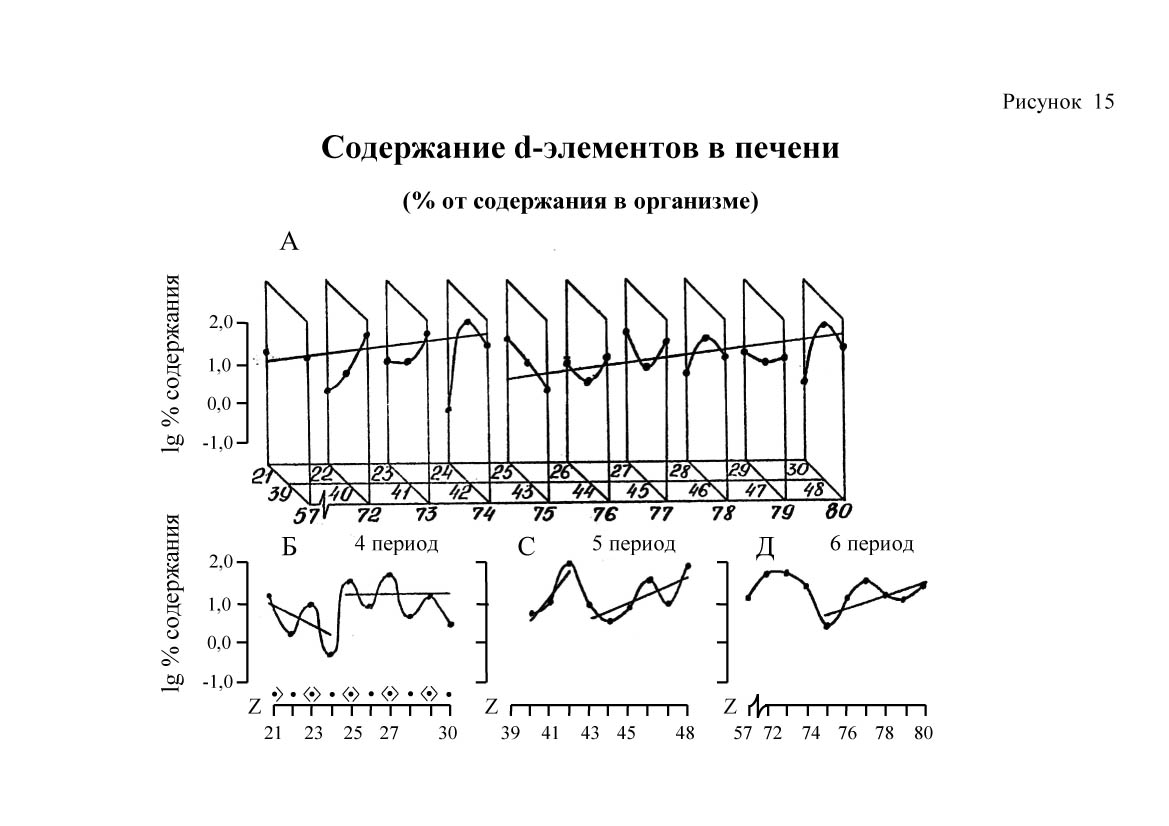 Рисунок 15
Содержание d-элементов в печени
(% от содержания в организме)
А
lg % содержания
2,0
1,0
0,0
-1,0
21 22 23 24 25 26 27 28 29 30
39 40 41 42 43 44 45 46 47 48
57 72 73 74 75 76 77 78 79 80
Б 4 период С 5 период Д 6 период
lg % содержания
2,0
1,0
0,0
-1,0
Z Z Z
21 23 25 27 30 39 41 43 45 48 57 72 74 76 78 80